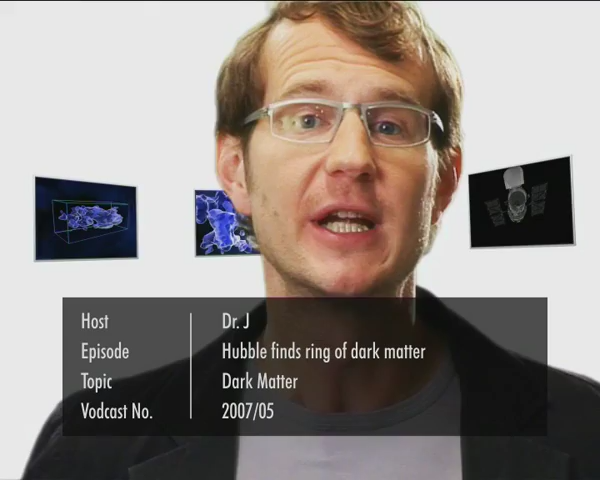 Host Dr. J
Episode Hubble finds ring of dark matter
Topic Dark Matter
Vodcast No. 2007/05